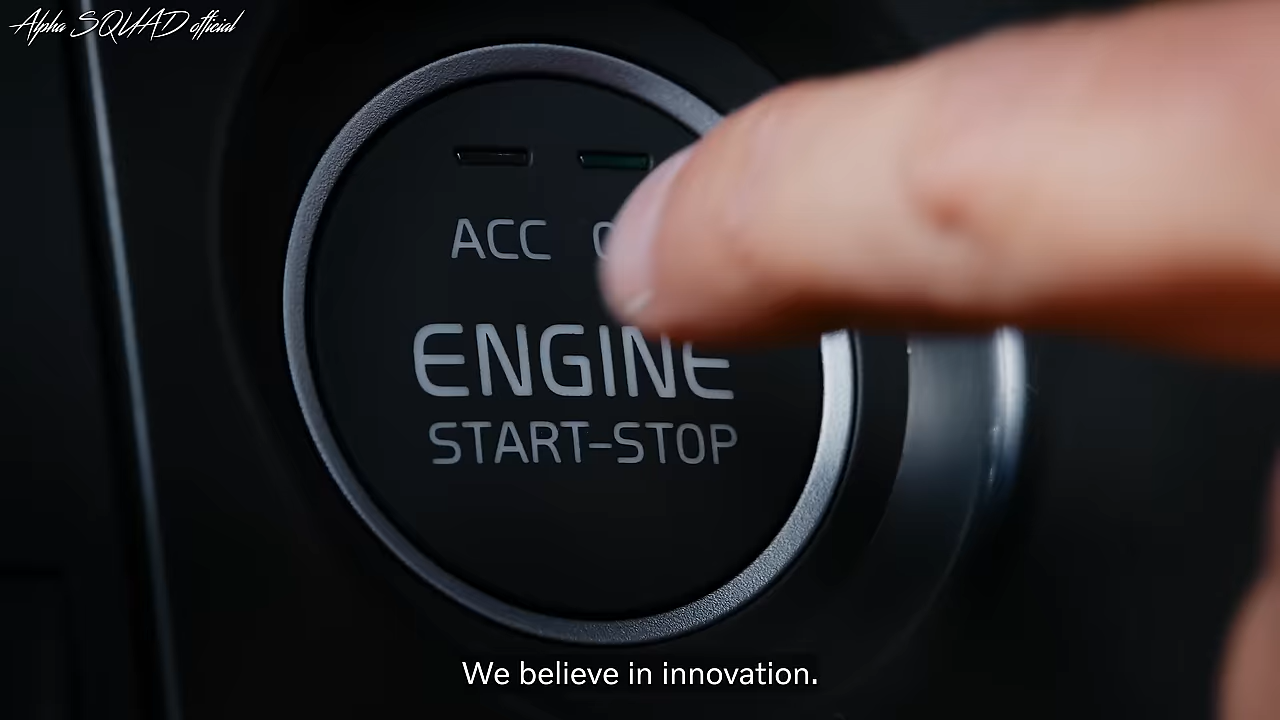 Alpha SQUAD official
ACC
ENGINE
START-STOP
We believe in innovation.